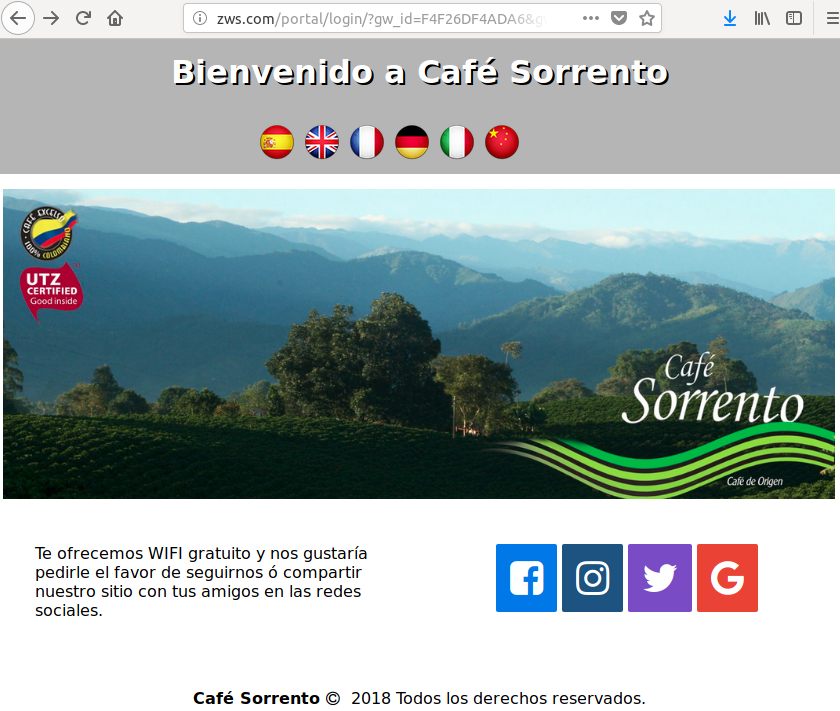 zws.com/portal/login/?gw_id=F4F26DF4ADA6&g
Bienvenido a Café Sorrento
CAFE EXCELSO
100% COLOMBIANO
UTZ
CERTIFIED
Good inside
Café
Sorrento
Café de Origen
Te ofrecemos WIFI gratuito y nos gustaría
pedirle el favor de seguirnos ó compartir
nuestro sitio con tus amigos en las redes
sociales.
Café Sorrento © 2018 Todos los derechos reservados.